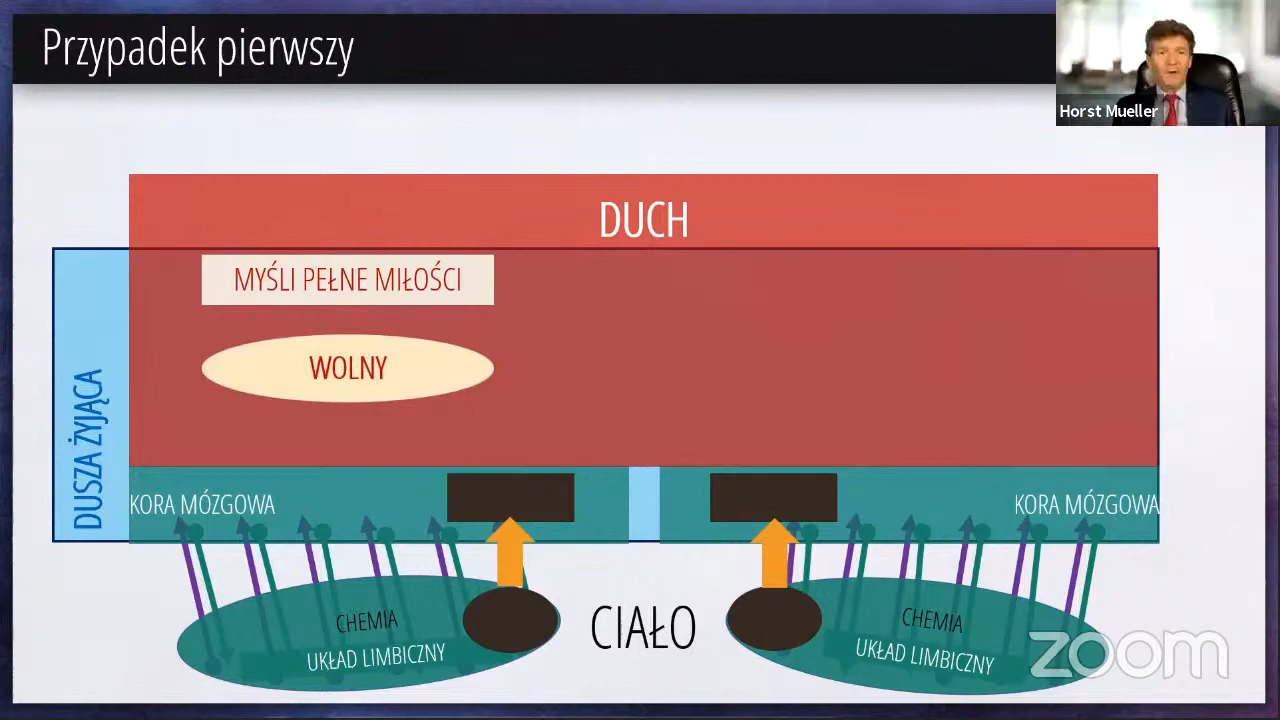 Przypadek pierwszy
Horst Mueller
DUCH
MYŚLI PEŁNE MIŁOŚCI
WOLNY
DUSZA ŻYJĄCA
KORA MÓZGOWA
KORA MÓZGOWA
CHEMIA
UKŁAD LIMBICZNY
CIAŁO
CHEMIA
UKŁAD LIMBICZNY
zoom